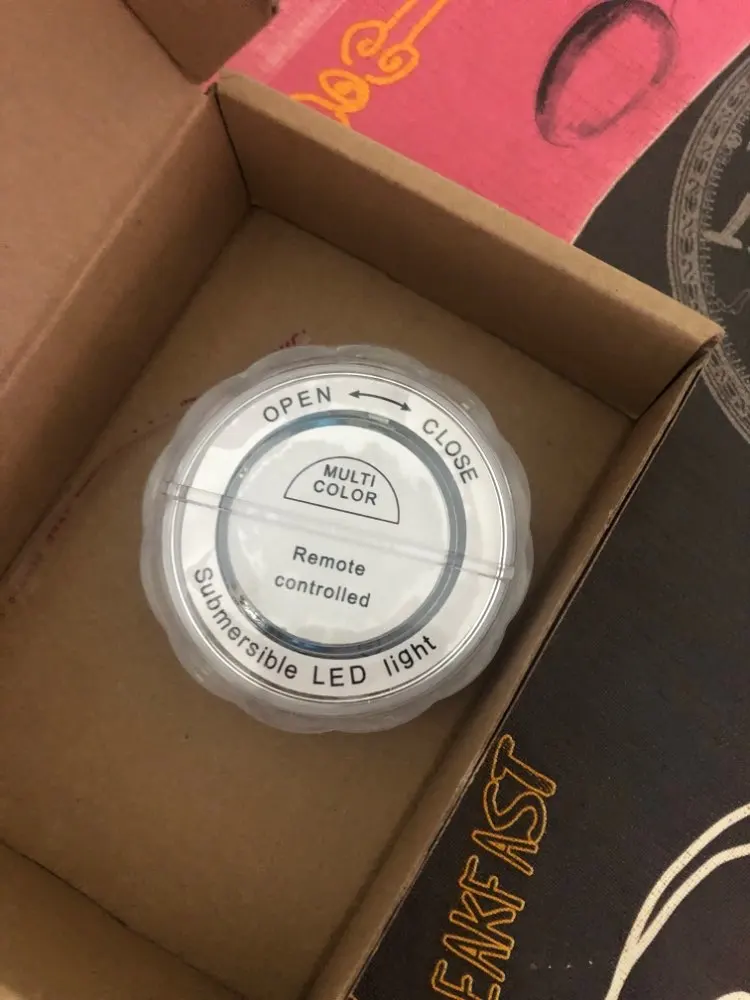 OPEN ↔ CLOSE
MULTI
COLOR
Remote
controlled
Submersible LED light
EAKFAST